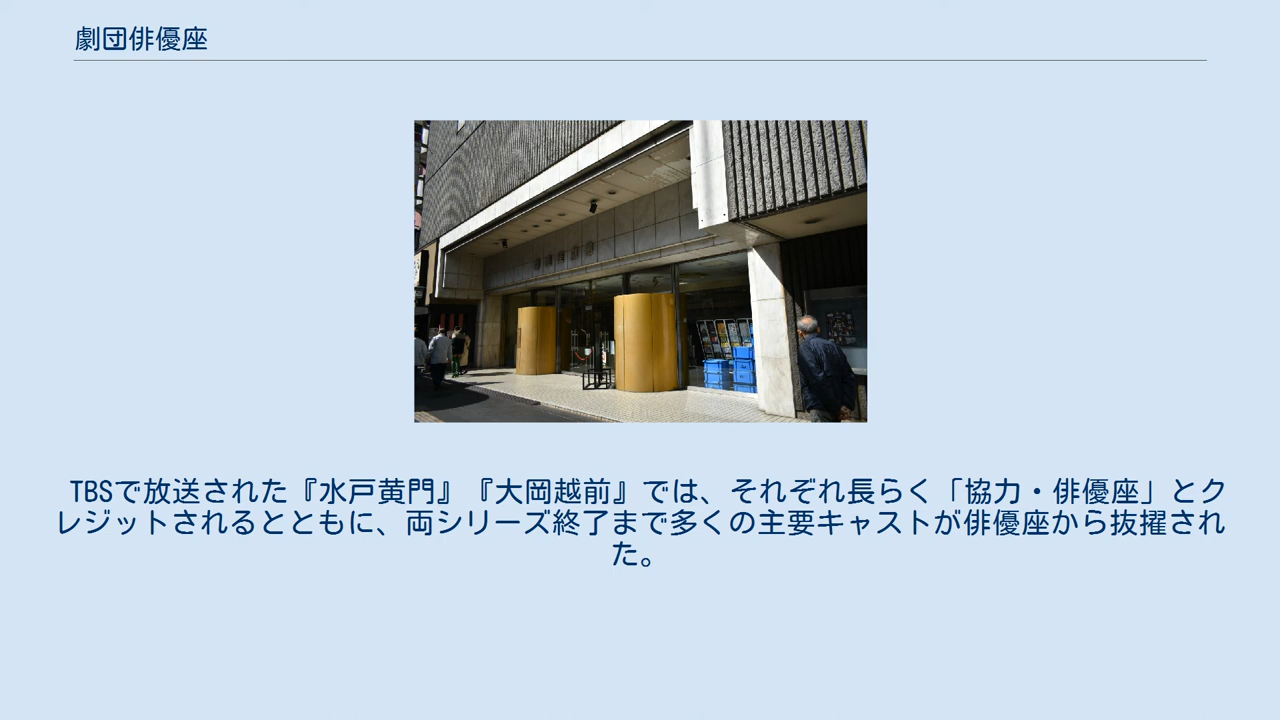 劇団俳優座
TBSで放送された『水戸黄門』『大岡越前』では、それぞれ長らく「協力・俳優座」とク
レジットされるとともに、両シリーズ終了まで多くの主要キャストが俳優座から抜擢され
た。